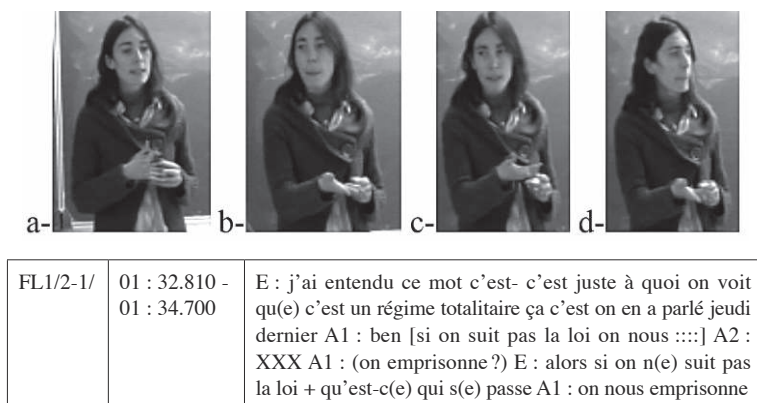 a- b- c- d-
FL1/2-1/ 01 : 32.810 - E : j’ai entendu ce mot c’est- c’est juste à quoi on voit
01 : 34.700 qu(e) c’est un régime totalitaire ça c’est on en a parlé jeudi
dernier A1 : ben [si on suit pas la loi on nous ::::] A2 :
XXX A1 : (on emprisonne ?) E : alors si on n(e) suit pas
la loi + qu’est-c(e) qui s(e) passe A1 : on nous emprisonne